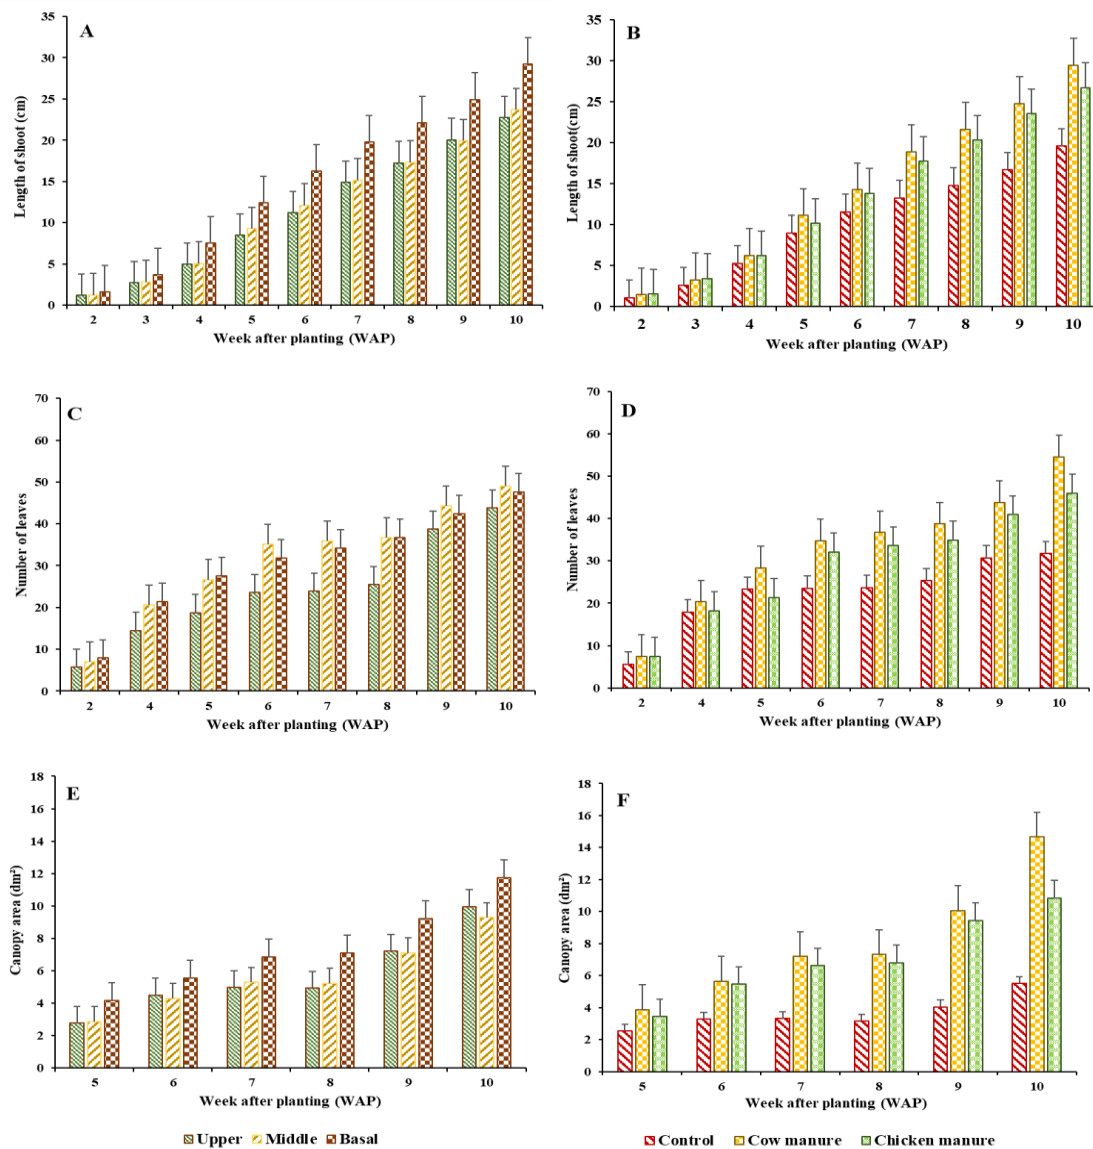 A
Length of shoot (cm)
35
30
25
20
15
10
5
0
2 3 4 5 6 7 8 9 10
Week after planting (WAP)
B
Length of shoot(cm)
35
30
25
20
15
10
5
0
2 3 4 5 6 7 8 9 10
Week after planting (WAP)
C
Number of leaves
70
60
50
40
30
20
10
0
2 4 5 6 7 8 9 10
Week after planting (WAP)
D
Number of leaves
70
60
50
40
30
20
10
0
2 4 5 6 7 8 9 10
Week after planting (WAP)
E
Canopy area (dm²)
18
16
14
12
10
8
6
4
2
0
5 6 7 8 9 10
Week after planting (WAP)
Upper Middle Basal
F
Canopy area (dm²)
18
16
14
12
10
8
6
4
2
0
5 6 7 8 9 10
Week after planting (WAP)
Control Cow manure Chicken manure